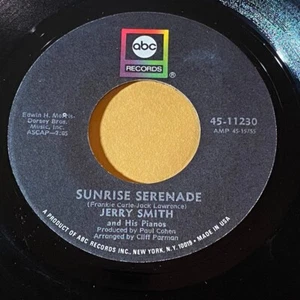 abc
RECORDS
®
Edwin H. Morris-
Dorsey Bros.
Music, Inc.
ASCAP—2:05
45-11230
AMP 45-19755
SUNRISE SERENADE
(Frankie Carle-Jack Lawrence)
JERRY SMITH
and His Pianos
Produced by Paul Cohen
Arranged by Cliff Parman
A PRODUCT OF ABC RECORDS INC., NEW YORK, N.Y. 10019 • MADE IN USA